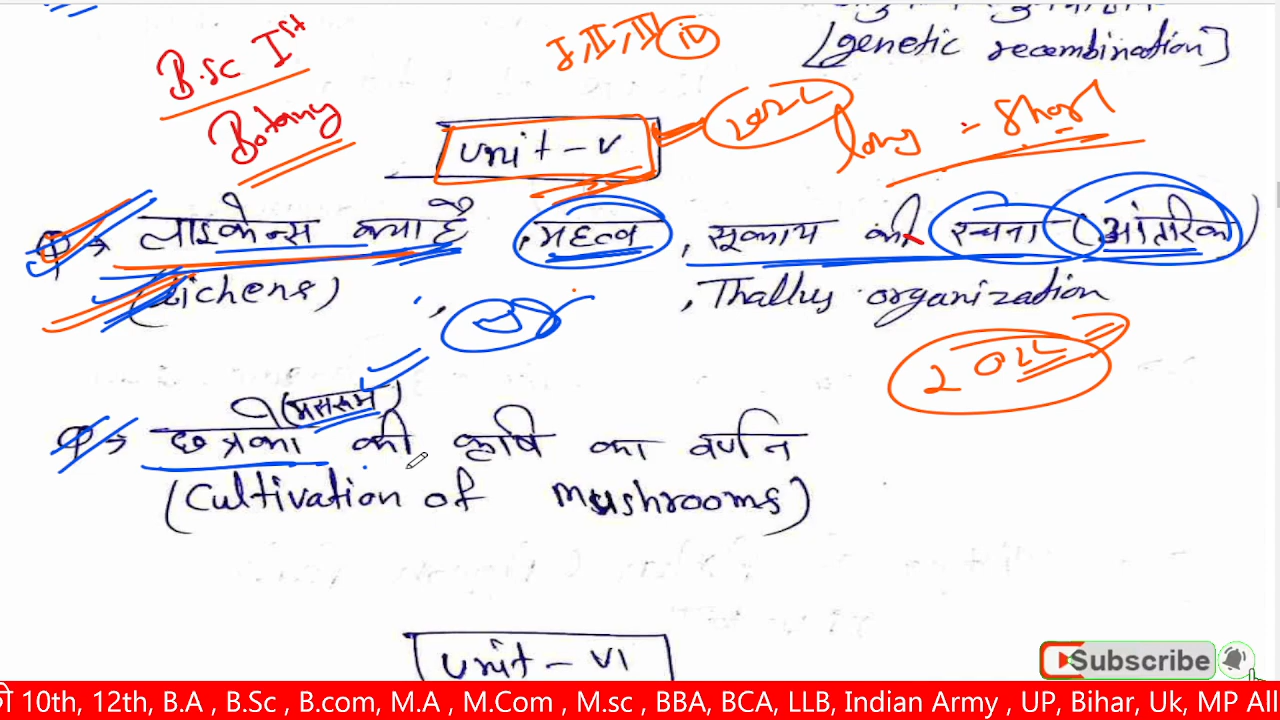 [genetic recombination]
B.Sc Ist
Botany
I, II, III, iv
Unit - V
2022
long = Short
Q→ लाइकेन्स क्या है, महत्व, सूकाय की रचना (आंतरिक)
(Lichens), , Thallus organization
2022
(मशरूम)
Q→ छत्रको की कृषि का वर्णन
(Cultivation of mushrooms)
Unit - VI
Subscribe
10th, 12th, B.A , B.Sc , B.com, M.A , M.Com , M.sc , BBA, BCA, LLB, Indian Army , UP, Bihar, Uk, MP All